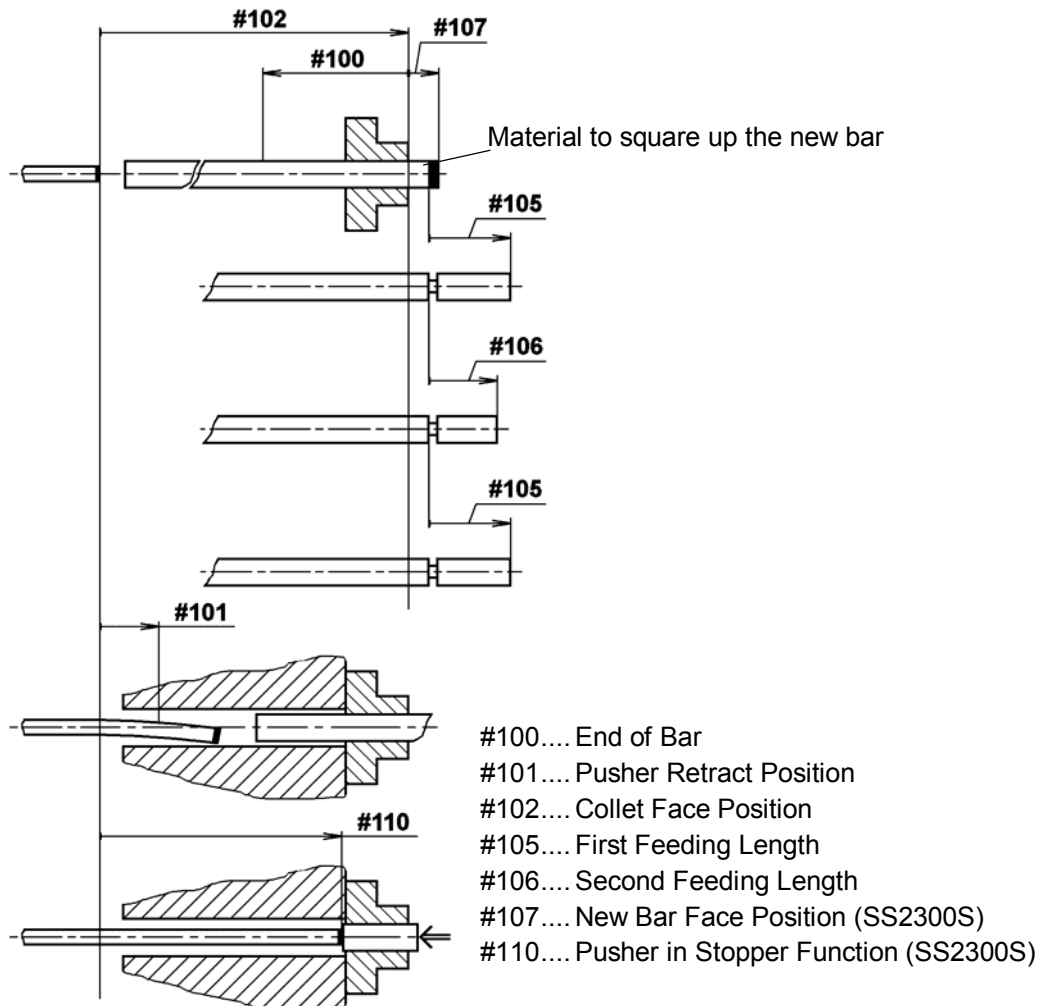 #102
#107
#100
Material to square up the new bar
#105
#106
#105
#101
#100.... End of Bar
#101.... Pusher Retract Position
#102.... Collet Face Position
#110
#105.... First Feeding Length
#106.... Second Feeding Length
#107.... New Bar Face Position (SS2300S)
#110.... Pusher in Stopper Function (SS2300S)